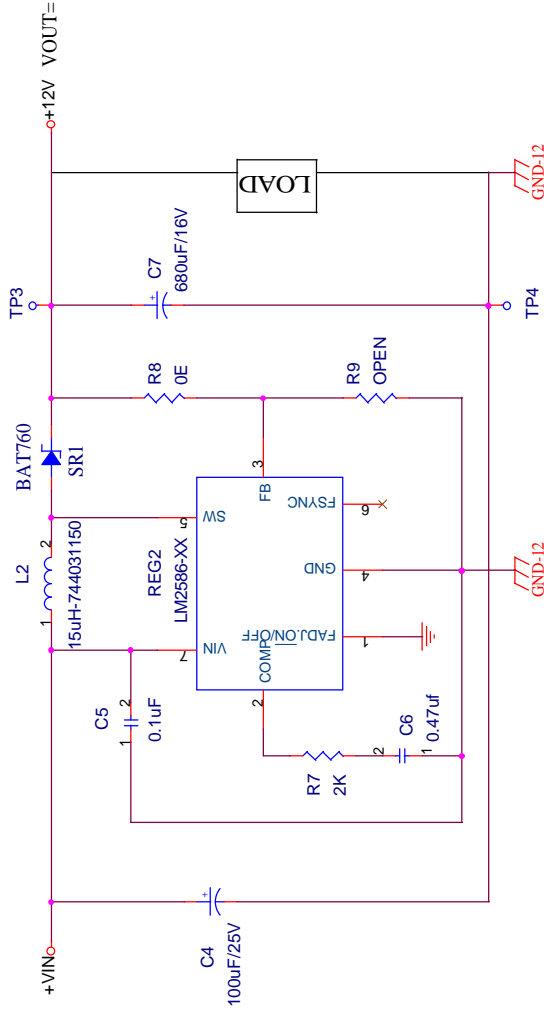 +VIN
C4
100uF/25V
C5
0.1uF
1
2
L2
15uH-744031150
1
2
BAT760
SR1
+12V VOUT=
TP3
C7
680uF/16V
TP4
LOAD
GND-12
R8
0E
R9
OPEN
REG2
LM2586-XX
VIN
7
SW
5
FB
3
COMP
2
FADJ.ON/OFF
1
GND
4
FSYNC
6
R7
2K
C6
0.47uf
2
1
GND-12